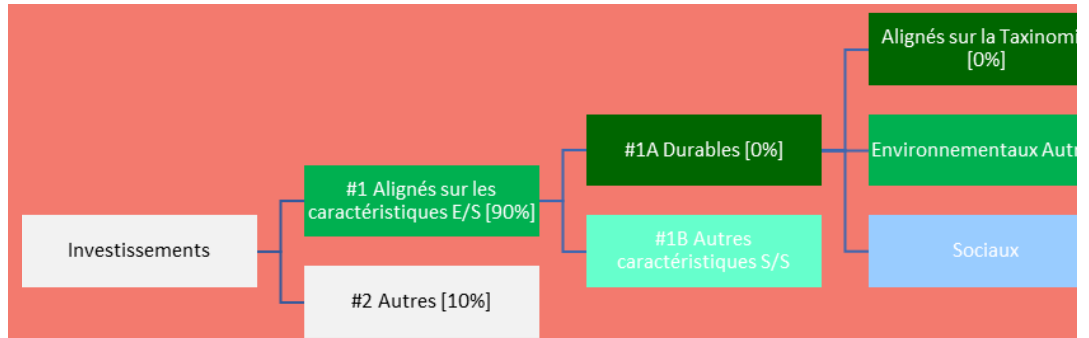 Investissements
#1 Alignés sur les
caractéristiques E/S [90%]
#2 Autres [10%]
#1A Durables [0%]
#1B Autres
caractéristiques S/S
Alignés sur la Taxinomi
[0%]
Environnementaux Autr
Sociaux